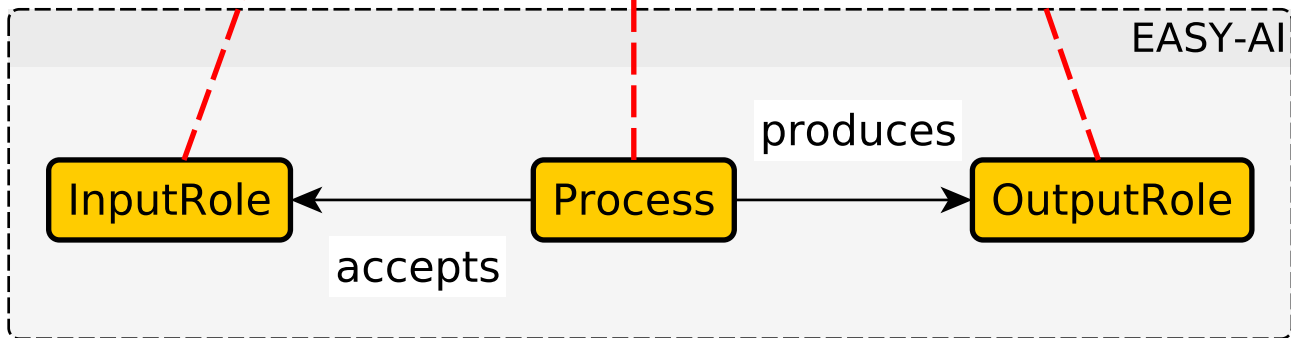 EASY-AI
produces
InputRole
Process
OutputRole
accepts